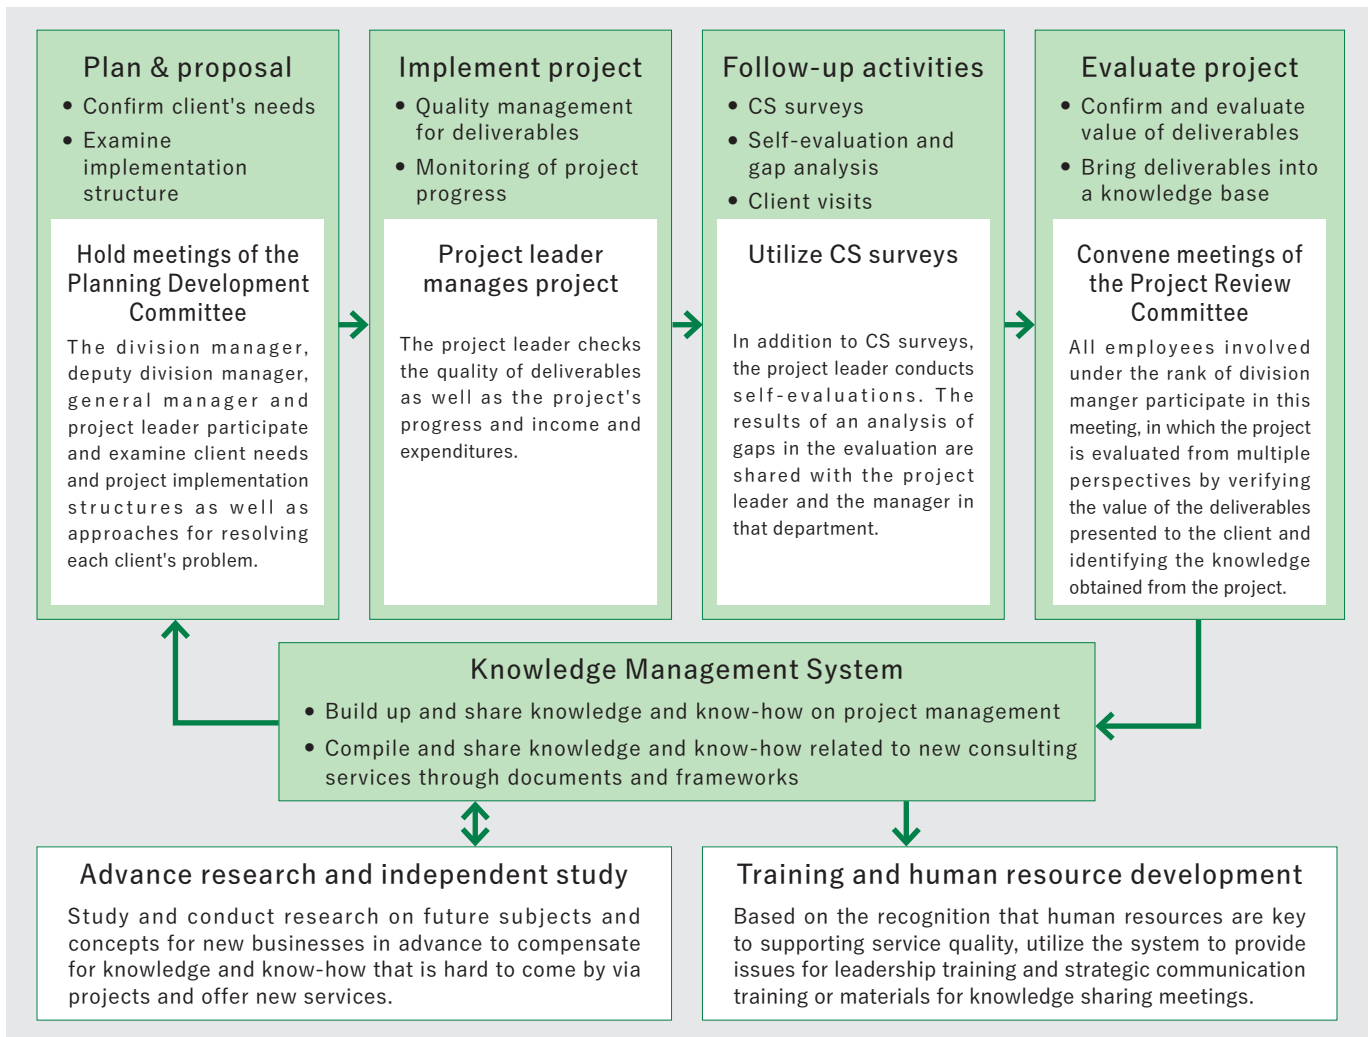 Plan & proposal
• Confirm client's needs
• Examine
implementation
structure
Hold meetings of the
Planning Development
Committee
The division manager,
deputy division manager,
general manager and
project leader participate
and examine client needs
and project implementation
structures as well as
approaches for resolving
each client's problem.
Implement project
• Quality management
for deliverables
• Monitoring of project
progress
Project leader
manages project
The project leader checks
the quality of deliverables
as well as the project's
progress and income and
expenditures.
Follow-up activities
• CS surveys
• Self-evaluation and
gap analysis
• Client visits
Utilize CS surveys
In addition to CS surveys,
the project leader conducts
self-evaluations. The
results of an analysis of
gaps in the evaluation are
shared with the project
leader and the manager in
that department.
Evaluate project
• Confirm and evaluate
value of deliverables
• Bring deliverables into
a knowledge base
Convene meetings of
the Project Review
Committee
All employees involved
under the rank of division
manger participate in this
meeting, in which the project
is evaluated from multiple
perspectives by verifying
the value of the deliverables
presented to the client and
identifying the knowledge
obtained from the project.
Knowledge Management System
• Build up and share knowledge and know-how on project management
• Compile and share knowledge and know-how related to new consulting
services through documents and frameworks
Advance research and independent study
Study and conduct research on future subjects and
concepts for new businesses in advance to compensate
for knowledge and know-how that is hard to come by via
projects and offer new services.
Training and human resource development
Based on the recognition that human resources are key
to supporting service quality, utilize the system to provide
issues for leadership training and strategic communication
training or materials for knowledge sharing meetings.